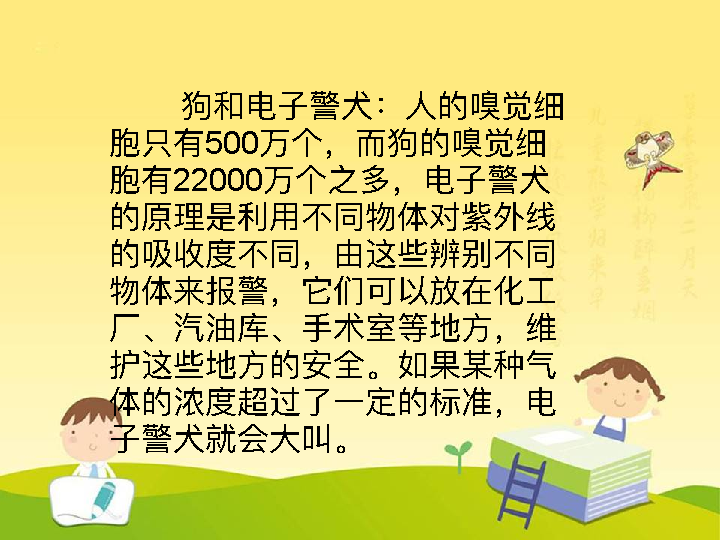 狗和电子警犬：人的嗅觉细
胞只有500万个，而狗的嗅觉细
胞有22000万个之多，电子警犬
的原理是利用不同物体对紫外线
的吸收度不同，由这些辨别不同
物体来报警，它们可以放在化工
厂、汽油库、手术室等地方，维
护这些地方的安全。如果某种气
体的浓度超过了一定的标准，电
子警犬就会大叫。